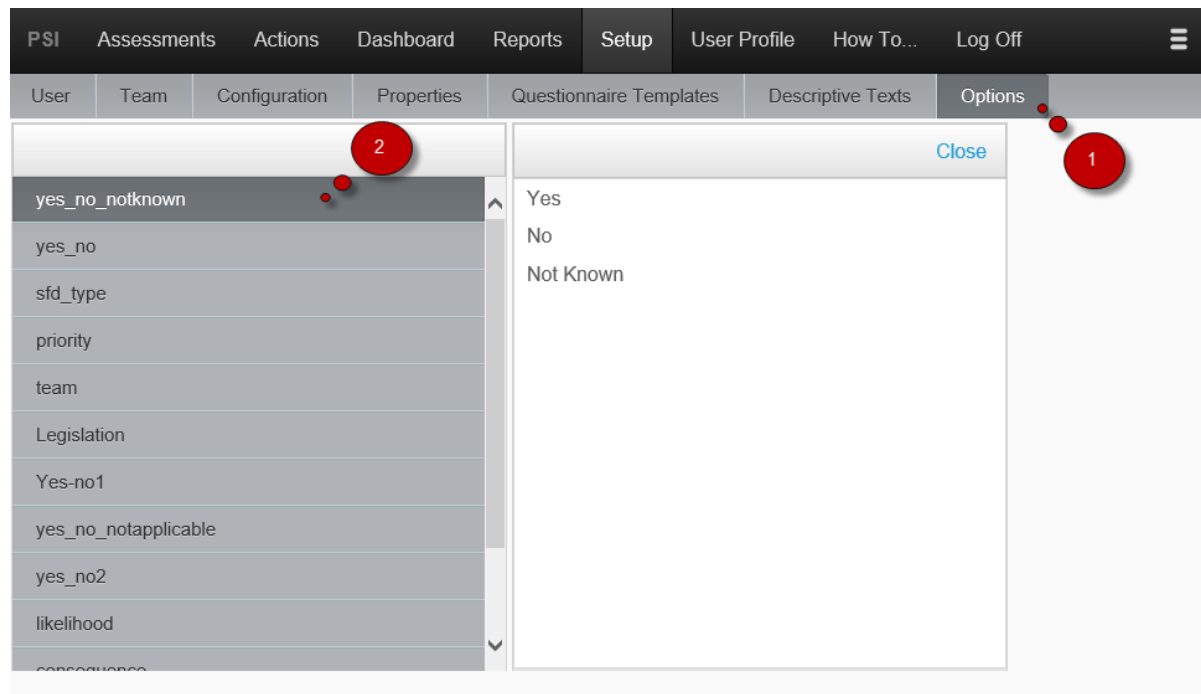 PSI Assessments Actions Dashboard Reports Setup User Profile How To... Log Off
User Team Configuration Properties Questionnaire Templates Descriptive Texts Options
2
Close
1
yes_no_notknown
yes_no
sfd_type
priority
team
Legislation
Yes-no1
yes_no_notapplicable
yes_no2
likelihood
consequence
Yes
No
Not Known